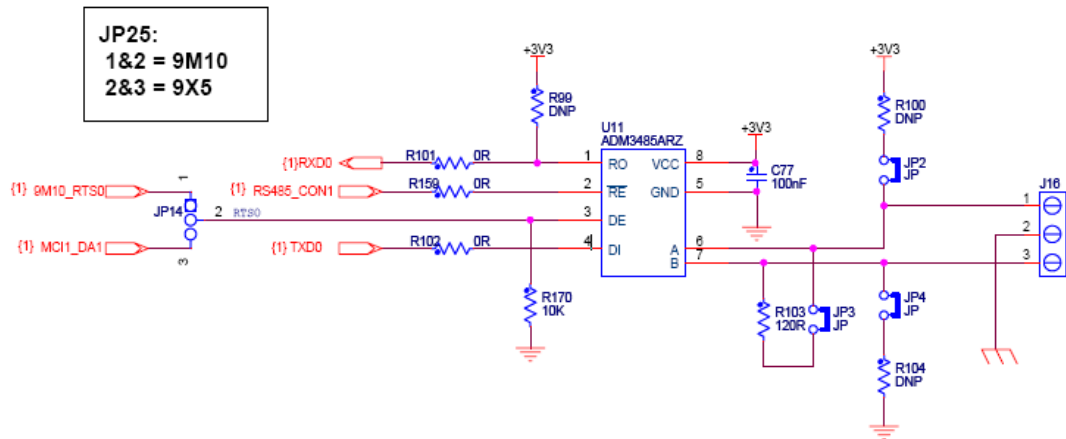 JP25:
1&2 = 9M10
2&3 = 9X5
+3V3
R99
DNP
+3V3
R100
DNP
U11
ADM3485ARZ
+3V3
{1}RXD0
R101
0R
1
RO
VCC
8
C77
100nF
JP2
JP
J16
{1} 9M10_RTS0
1
{1} RS485_CON1
R159
0R
2
RE
GND
5
1
JP14
2
RTS0
3
DE
2
{1} MCI1_DA1
3
{1} TXD0
R102
0R
4
DI
A
6
B
7
3
R170
10K
R103
120R
JP3
JP
JP4
JP
R104
DNP